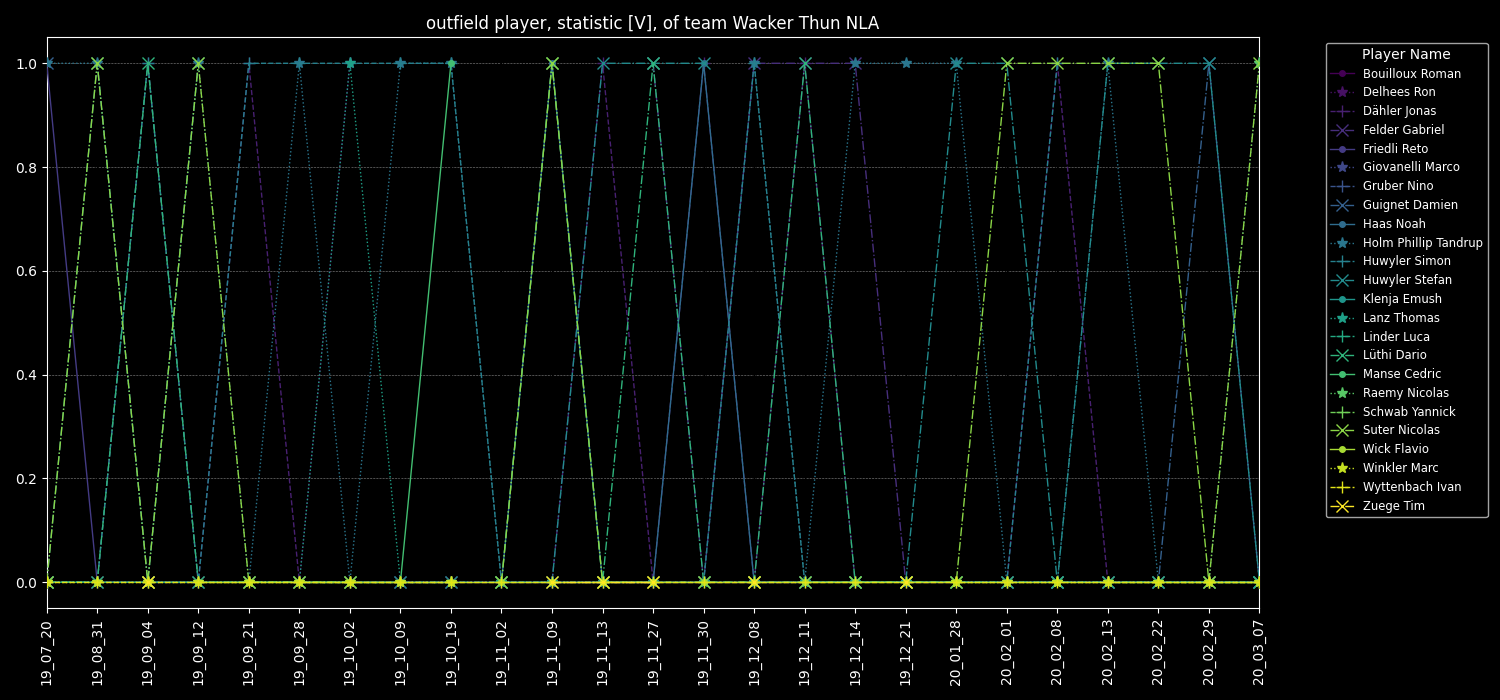 outfield player, statistic [V], of team Wacker Thun NLA
1.0
0.8
0.6
0.4
0.2
0.0
19_07_20
19_08_31
19_09_04
19_09_12
19_09_21
19_09_28
19_10_02
19_10_09
19_10_19
19_11_02
19_11_09
19_11_13
19_11_27
19_11_30
19_12_08
19_12_11
19_12_14
19_12_21
20_01_28
20_02_01
20_02_08
20_02_13
20_02_22
20_02_29
20_03_07
Player Name
Bouilloux Roman
Delhees Ron
Dähler Jonas
Felder Gabriel
Friedli Reto
Giovanelli Marco
Gruber Nino
Guignet Damien
Haas Noah
Holm Phillip Tandrup
Huwyler Simon
Huwyler Stefan
Klenja Emush
Lanz Thomas
Linder Luca
Lüthi Dario
Manse Cedric
Raemy Nicolas
Schwab Yannick
Suter Nicolas
Wick Flavio
Winkler Marc
Wyttenbach Ivan
Zuege Tim